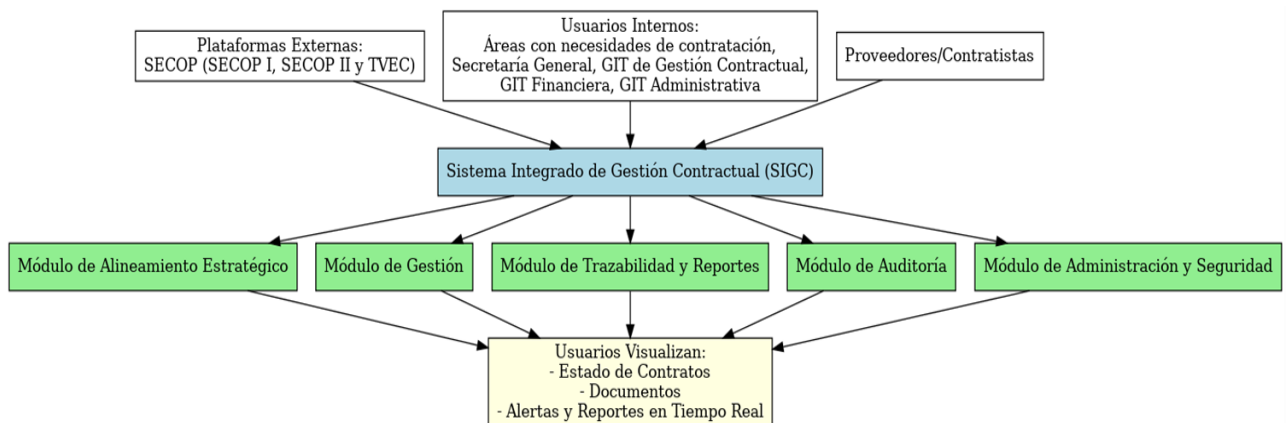 Plataformas Externas:
SECOP (SECOP I, SECOP II y TVEC)
Usuarios Internos:
Áreas con necesidades de contratación,
Secretaría General, GIT de Gestión Contractual,
GIT Financiera, GIT Administrativa
Proveedores/Contratistas
Sistema Integrado de Gestión Contractual (SIGC)
Módulo de Alineamiento Estratégico
Módulo de Gestión
Módulo de Trazabilidad y Reportes
Módulo de Auditoría
Módulo de Administración y Seguridad
Usuarios Visualizan:
- Estado de Contratos
- Documentos
- Alertas y Reportes en Tiempo Real